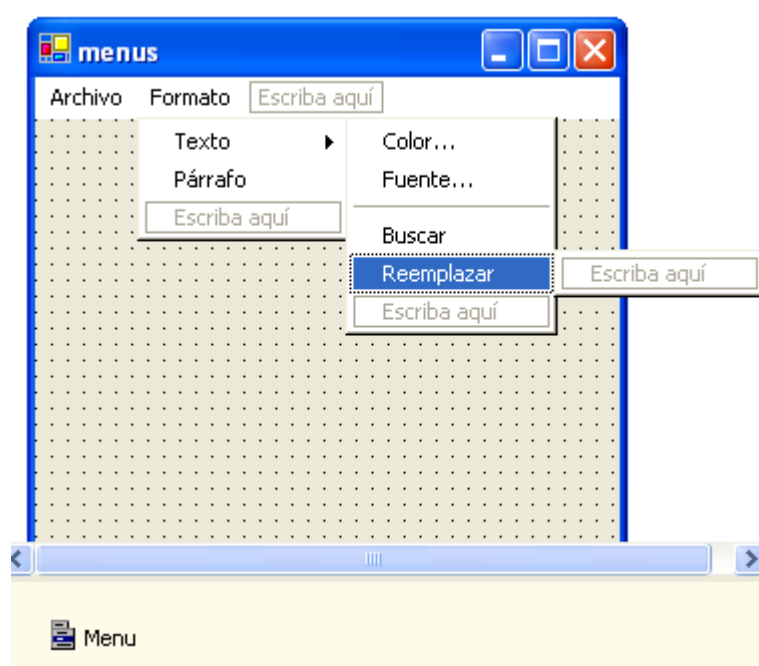 menus
Archivo Formato Escriba aquí
Texto Color...
Párrafo Fuente...
Escriba aquí
Buscar
Reemplazar Escriba aquí
Escriba aquí
Menu